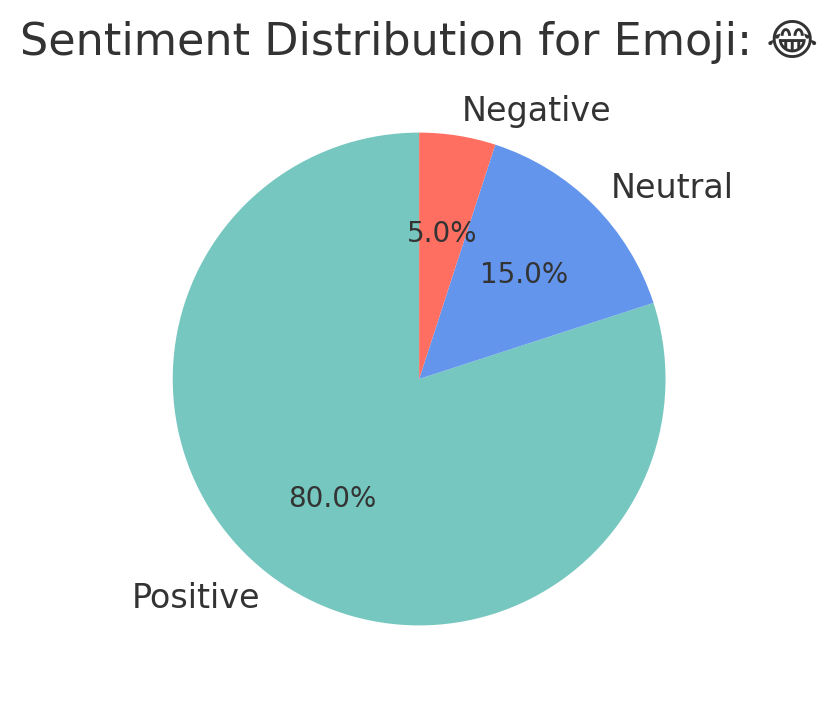 Sentiment Distribution for Emoji: 😂
Negative
Neutral
5.0%
15.0%
80.0%
Positive